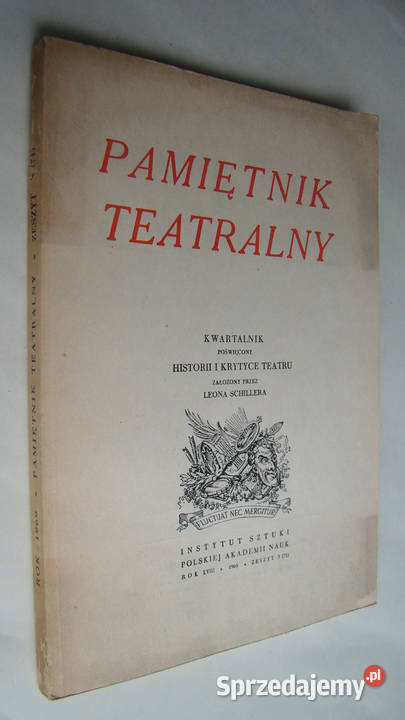 PAMIĘTNIK
TEATRALNY
KWARTALNIK
POŚWIĘCONY
HISTORII I KRYTYCE TEATRU
ZAŁOŻONY PRZEZ
LEONA SCHILLERA
FLUCTUAT NEC MERGITUR
INSTYTUT SZTUKI
POLSKIEJ AKADEMII NAUK
ROK 1969 • ZESZYT
ROK 1969 • PAMIĘTNIK TEATRALNY • ZESZYT
Sprzedajemy.pl